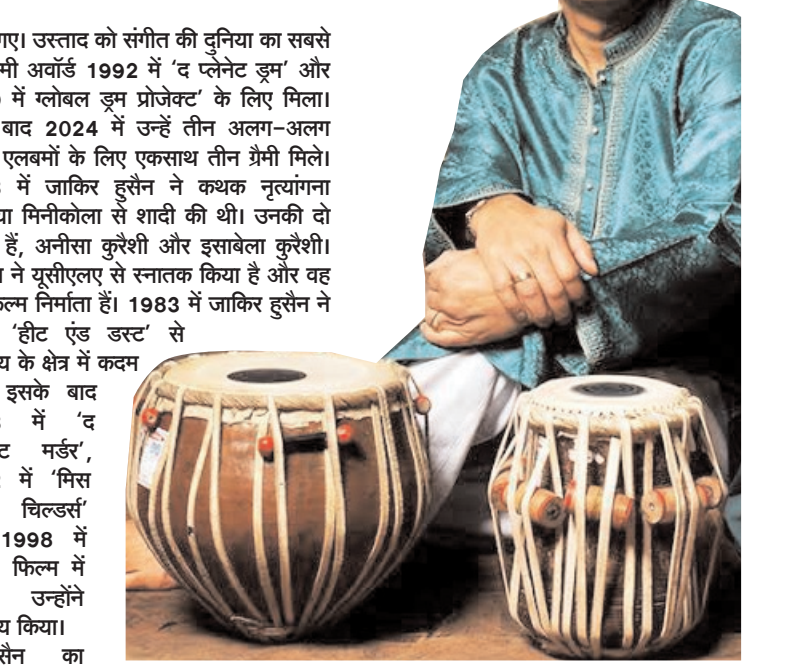 गए। उस्ताद को संगीत की दुनिया का सबसे
अवॉर्ड 1992 में ‘द प्लेनेट ड्रम’ और
में ग्लोबल ड्रम प्रोजेक्ट’ के लिए मिला।
बाद 2024 में उन्हें तीन अलग-अलग
एलबमों के लिए एकसाथ तीन ग्रैमी मिले।
में जाकिर हुसैन ने कथक नृत्यांगना
मिनीकोला से शादी की थी। उनकी दो
हैं, अनीसा कुरैशी और इसाबेला कुरैशी।
ने यूसीएलए से स्नातक किया है और वह
निर्माता हैं। 1983 में जाकिर हुसैन ने
‘हीट एंड डस्ट’ से
के क्षेत्र में कदम
इसके बाद
में ‘द
मर्डर’,
में ‘मिस
चिल्डर्स’
1998 में
फिल्म में
उन्होंने
किया।
का